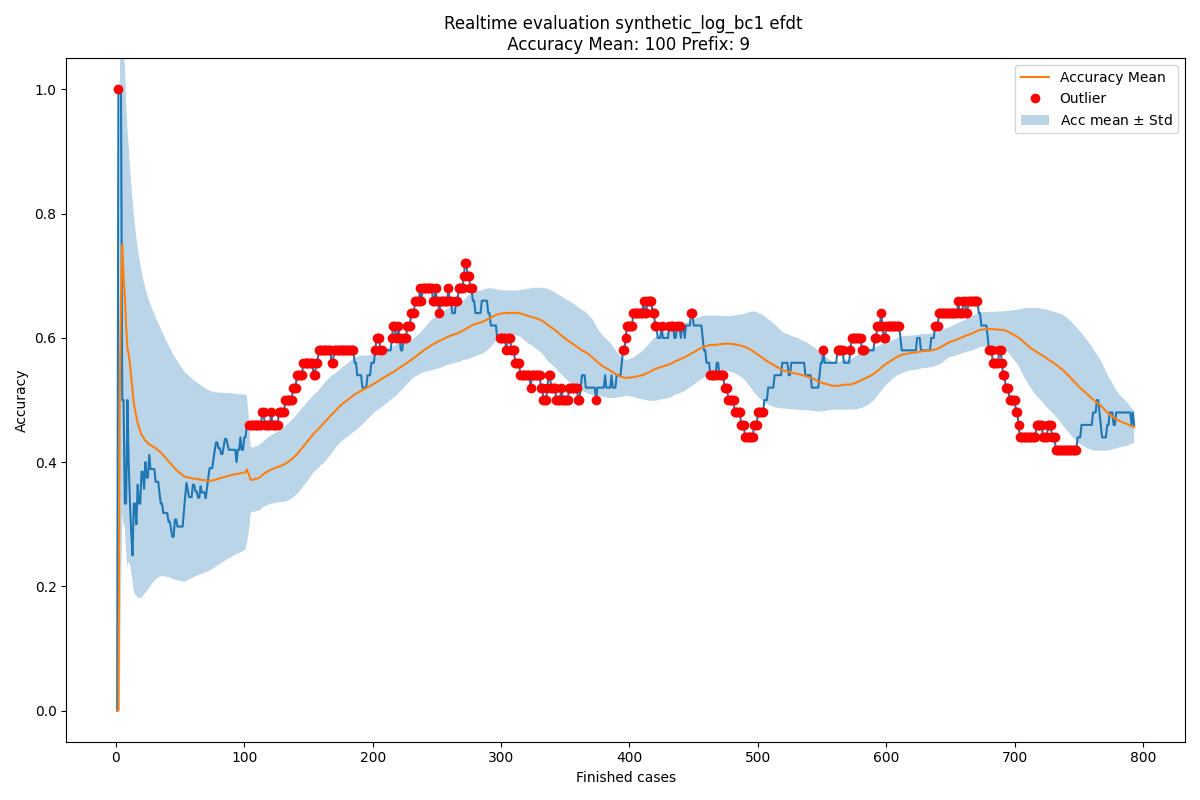 Realtime evaluation synthetic_log_bc1 efdt
Accuracy Mean: 100 Prefix: 9
Accuracy Mean
Outlier
Acc mean ± Std
1.0
0.8
0.6
0.4
0.2
0.0
Accuracy
0 100 200 300 400 500 600 700 800
Finished cases